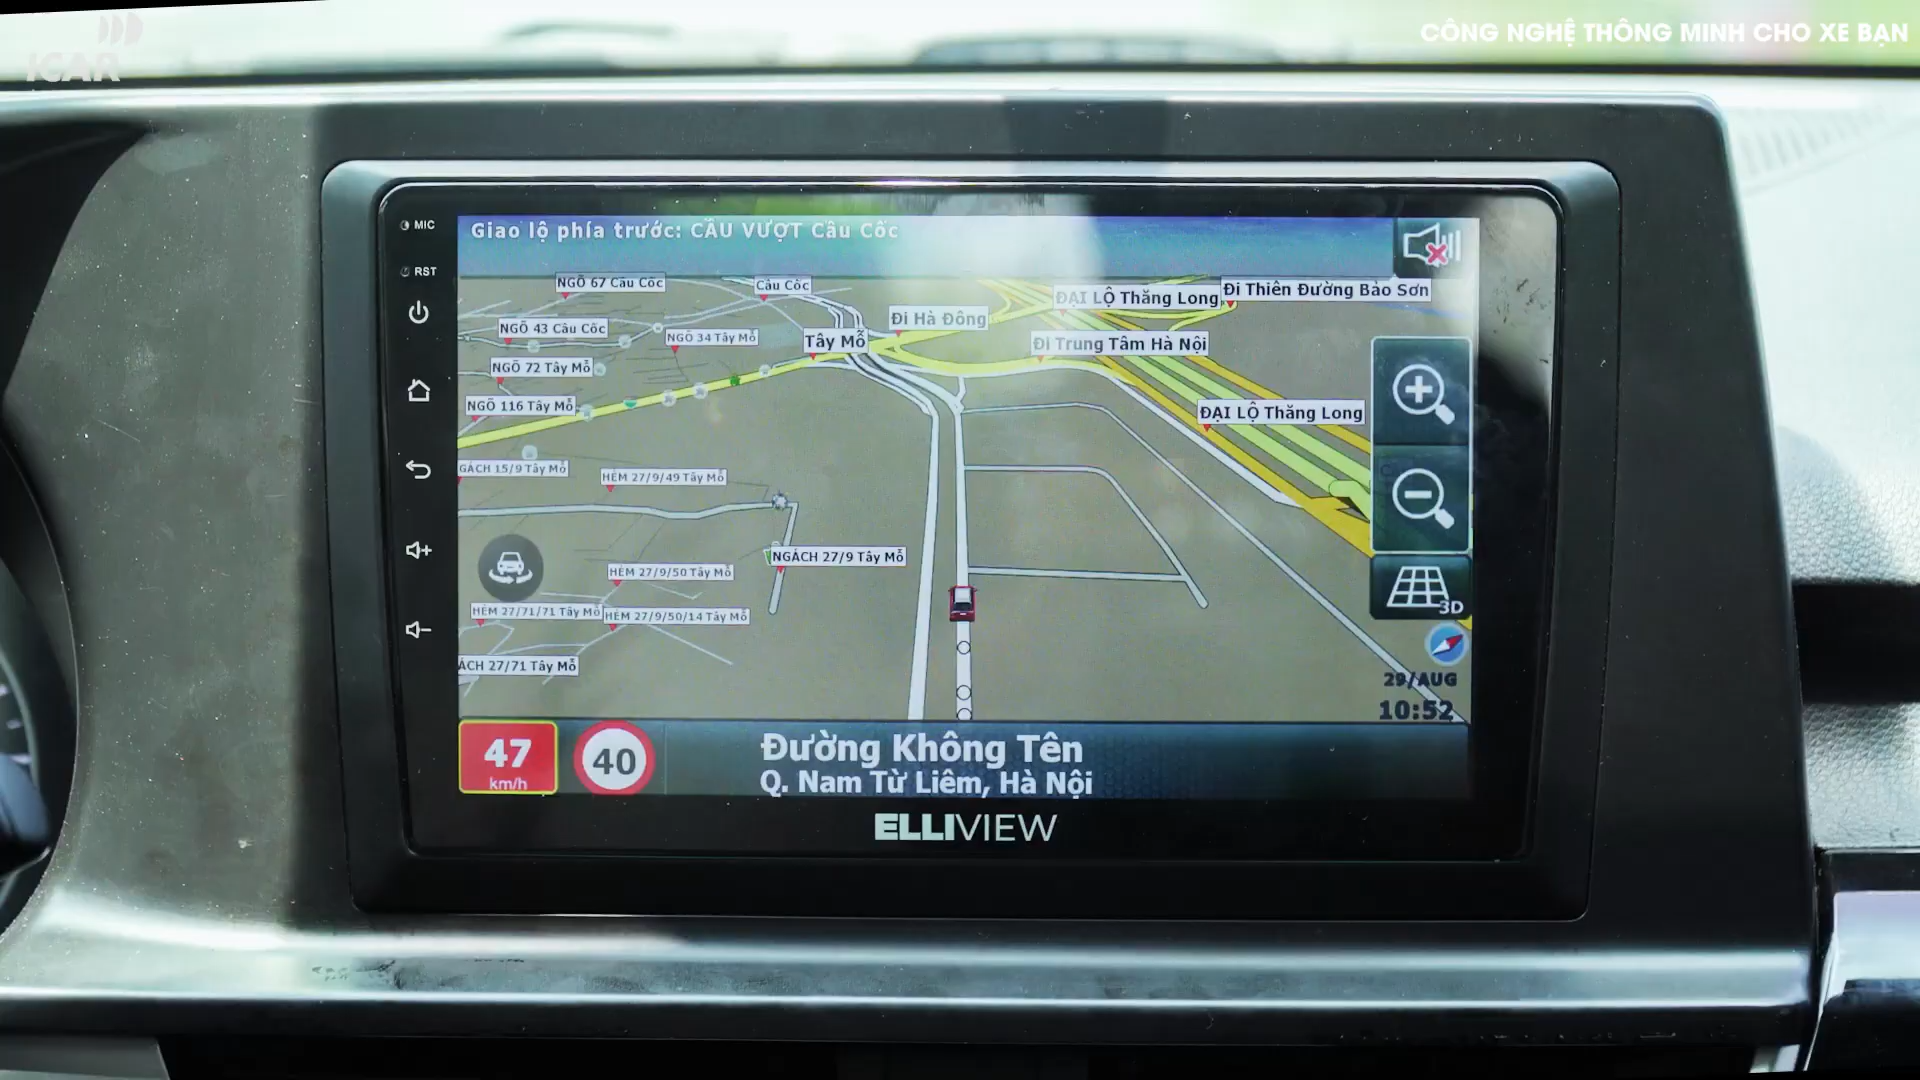 ICAR
CÔNG NGHỆ THÔNG MINH CHO XE BẠN
MIC
RST
Giao lộ phía trước: CẦU VƯỢT Câu Cốc
NGÕ 67 Câu Cốc
Câu Cốc
ĐẠI LỘ Thăng Long
Đi Thiên Đường Bảo Sơn
NGÕ 43 Câu Cốc
NGÕ 34 Tây Mỗ
Tây Mỗ
Đi Hà Đông
Đi Trung Tâm Hà Nội
NGÕ 72 Tây Mỗ
NGÕ 116 Tây Mỗ
ĐẠI LỘ Thăng Long
GÁCH 15/9 Tây Mỗ
HẺM 27/9/49 Tây Mỗ
NGÁCH 27/9 Tây Mỗ
HẺM 27/9/50 Tây Mỗ
HẺM 27/71/71 Tây Mỗ
HẺM 27/9/50/14 Tây Mỗ
ÁCH 27/71 Tây Mỗ
3D
29/AUG
10:52
47
km/h
40
Đường Không Tên
Q. Nam Từ Liêm, Hà Nội
ELLIVIEW